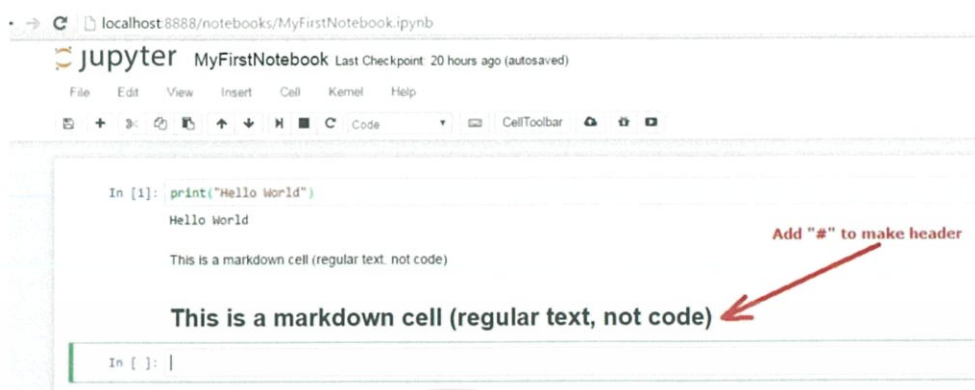 localhost:8888/notebooks/MyFirstNotebook.ipynb
jupyter MyFirstNotebook Last Checkpoint: 20 hours ago (autosaved)
File Edit View Insert Cell Kernel Help
Code CellToolbar
In [1]: print("Hello World")
Hello World
Add "#" to make header
This is a markdown cell (regular text, not code)
This is a markdown cell (regular text, not code)
In [ ]: